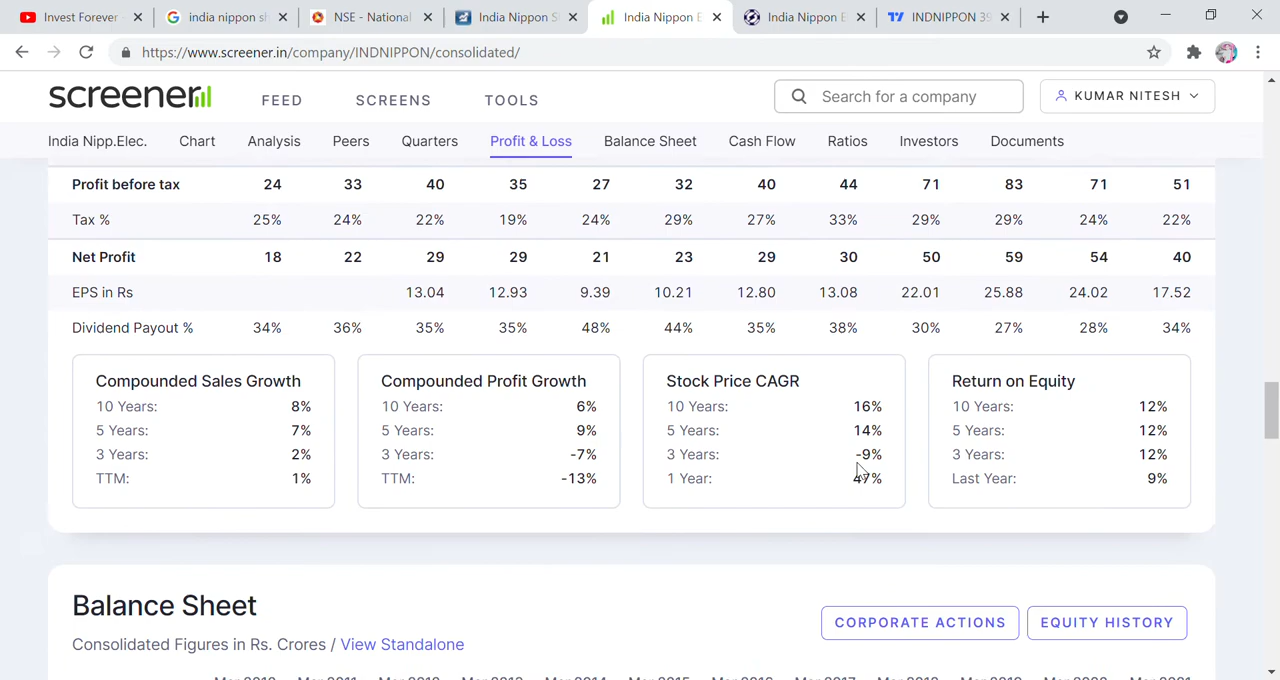 Invest Forever - india nippon sh NSE - National India Nippon S India Nippon E India Nippon E INDNIPPON 39
https://www.screener.in/company/INDNIPPON/consolidated/
screener FEED SCREENS TOOLS Search for a company KUMAR NITESH
India Nipp.Elec. Chart Analysis Peers Quarters Profit & Loss Balance Sheet Cash Flow Ratios Investors Documents
Profit before tax 24 33 40 35 27 32 40 44 71 83 71 51
Tax % 25% 24% 22% 19% 24% 29% 27% 33% 29% 29% 24% 22%
Net Profit 18 22 29 29 21 23 29 30 50 59 54 40
EPS in Rs 13.04 12.93 9.39 10.21 12.80 13.08 22.01 25.88 24.02 17.52
Dividend Payout % 34% 36% 35% 35% 48% 44% 35% 38% 30% 27% 28% 34%
Compounded Sales Growth
10 Years: 8%
5 Years: 7%
3 Years: 2%
TTM: 1%
Compounded Profit Growth
10 Years: 6%
5 Years: 9%
3 Years: -7%
TTM: -13%
Stock Price CAGR
10 Years: 16%
5 Years: 14%
3 Years: -9%
1 Year: 47%
Return on Equity
10 Years: 12%
5 Years: 12%
3 Years: 12%
Last Year: 9%
Balance Sheet
Consolidated Figures in Rs. Crores / View Standalone
CORPORATE ACTIONS EQUITY HISTORY